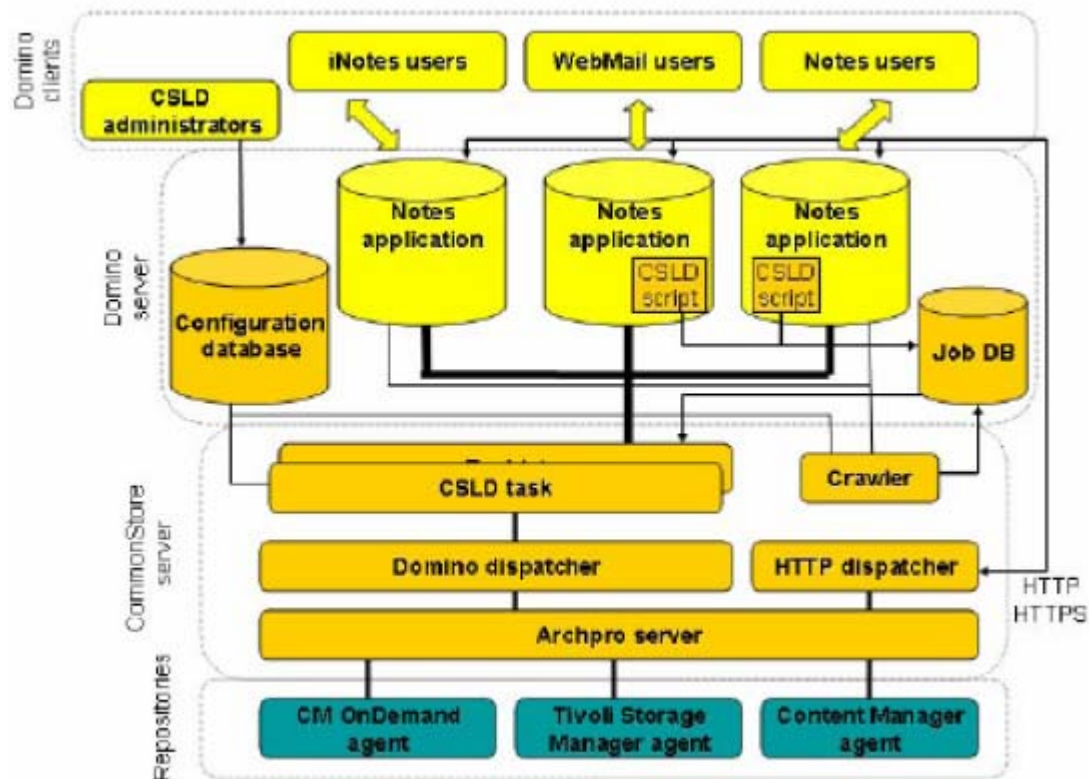 Domino
clients
iNotes users
WebMail users
Notes users
CSLD
administrators
Domino
server
Notes
application
Notes
application
CSLD
script
Notes
application
CSLD
script
Configuration
database
Job DB
CommonStore
server
CSLD task
Crawler
Domino dispatcher
HTTP dispatcher
HTTP
HTTPS
Archpro server
Repositories
CM OnDemand
agent
Tivoli Storage
Manager agent
Content Manager
agent